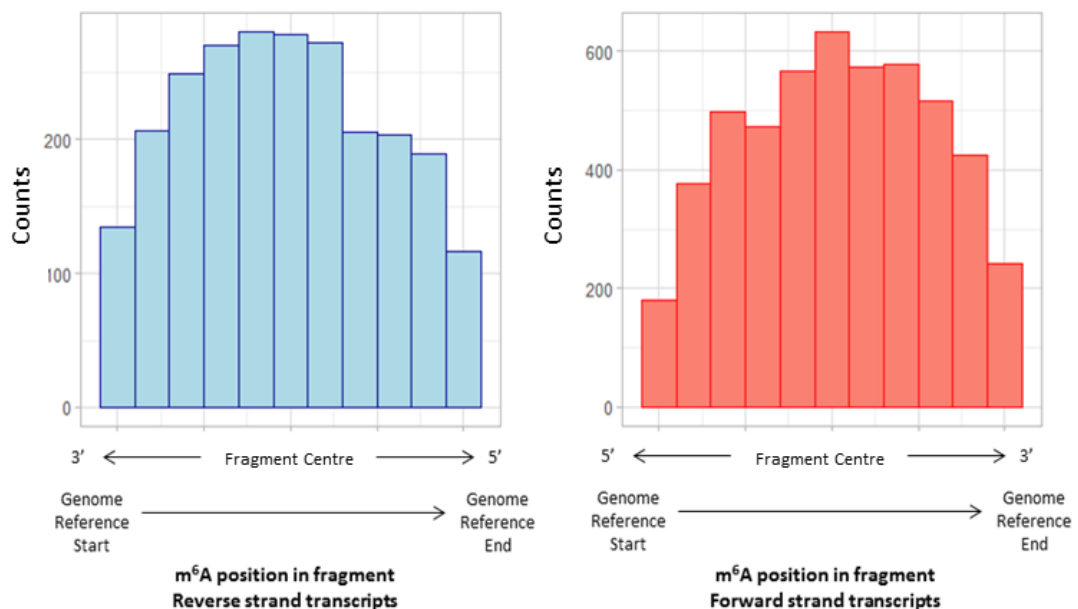 Counts
200
100
0
3’
Fragment Centre
5’
Genome
Reference
Start
Genome
Reference
End
m⁶A position in fragment
Reverse strand transcripts
Counts
600
400
200
0
5’
Fragment Centre
3’
Genome
Reference
Start
Genome
Reference
End
m⁶A position in fragment
Forward strand transcripts